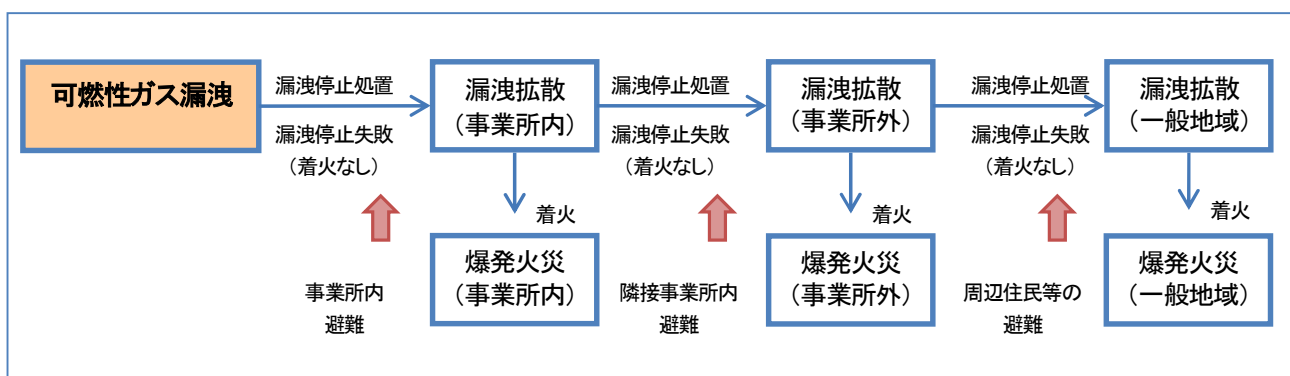 可燃性ガス漏洩
漏洩停止処置
漏洩停止失敗
（着火なし）
事業所内
避難
漏洩拡散
（事業所内）
着火
爆発火災
（事業所内）
漏洩停止処置
漏洩停止失敗
（着火なし）
隣接事業所内
避難
漏洩拡散
（事業所外）
着火
爆発火災
（事業所外）
漏洩停止処置
漏洩停止失敗
（着火なし）
周辺住民等の
避難
漏洩拡散
（一般地域）
着火
爆発火災
（一般地域）